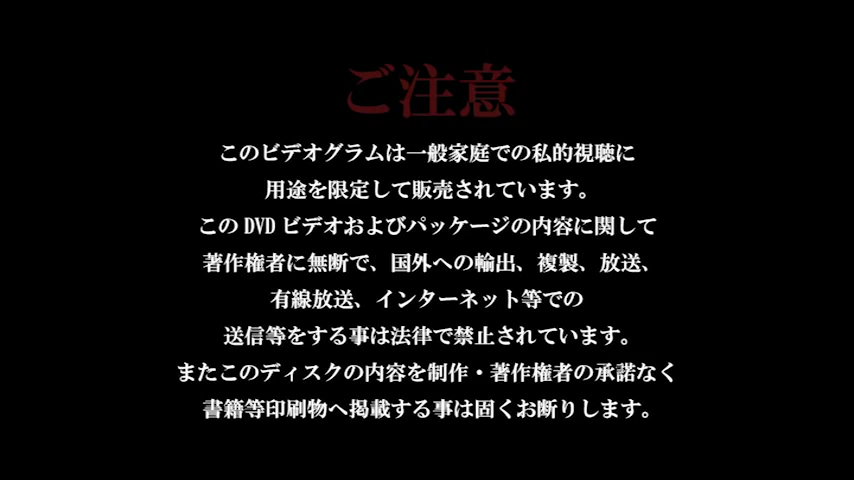 ご注意
このビデオグラムは一般家庭での私的視聴に
用途を限定して販売されています。
このDVDビデオおよびパッケージの内容に関して
著作権者に無断で、国外への輸出、複製、放送、
有線放送、インターネット等での
送信等をする事は法律で禁止されています。
またこのディスクの内容を制作・著作権者の承諾なく
書籍等印刷物へ掲載する事は固くお断りします。